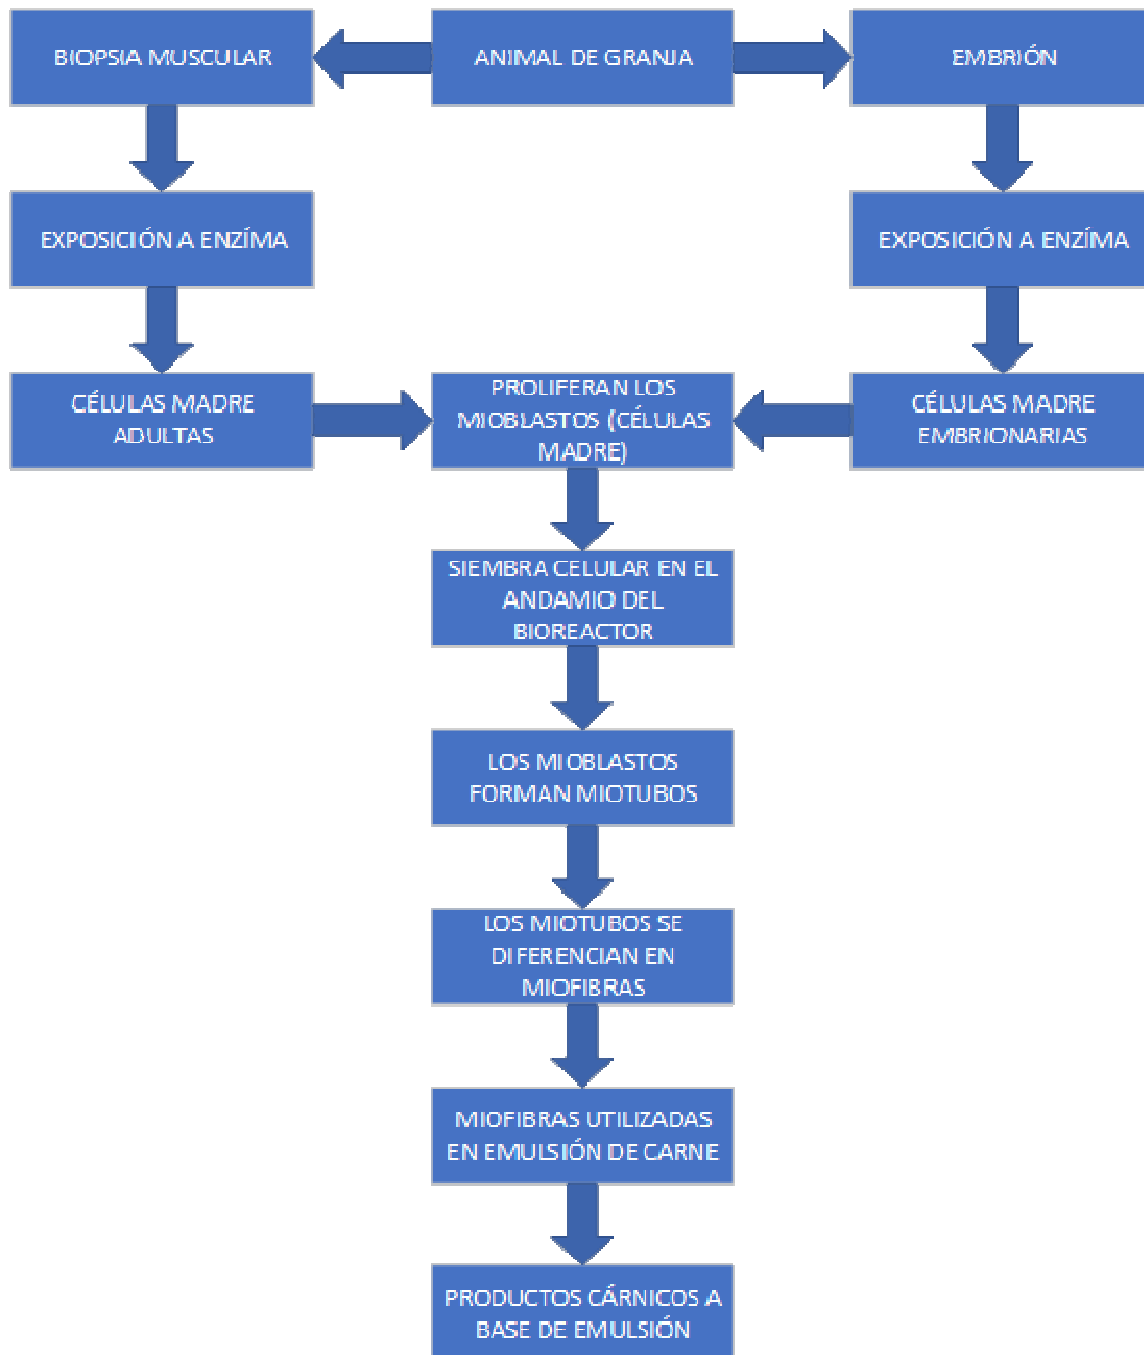 BIOPSIA MUSCULAR
ANIMAL DE GRANJA
EMBRIÓN
EXPOSICIÓN A ENZÍMA
EXPOSICIÓN A ENZÍMA
CÉLULAS MADRE
ADULTAS
PROLIFERAN LOS
MIOBLASTOS (CÉLULAS
MADRE)
CÉLULAS MADRE
EMBRIONARIAS
SIEMBRA CELULAR EN EL
ANDAMIO DEL
BIOREACTOR
LOS MIOBLASTOS
FORMAN MIOTUBOS
LOS MIOTUBOS SE
DIFERENCIAN EN
MIOFIBRAS
MIOFIBRAS UTILIZADAS
EN EMULSIÓN DE CARNE
PRODUCTOS CÁRNICOS A
BASE DE EMULSIÓN